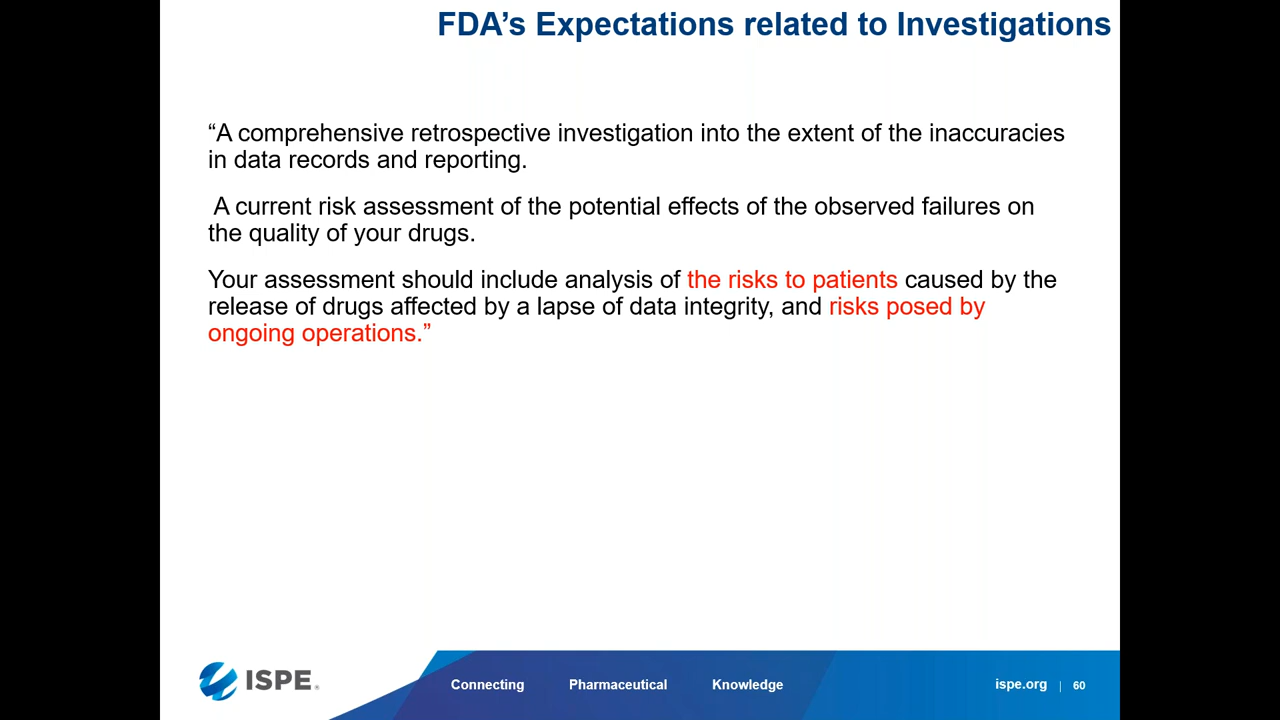 FDA’s Expectations related to Investigations
“A comprehensive retrospective investigation into the extent of the inaccuracies
in data records and reporting.
A current risk assessment of the potential effects of the observed failures on
the quality of your drugs.
Your assessment should include analysis of the risks to patients caused by the
release of drugs affected by a lapse of data integrity, and risks posed by
ongoing operations.”
ISPE®
Connecting Pharmaceutical Knowledge
ispe.org | 60